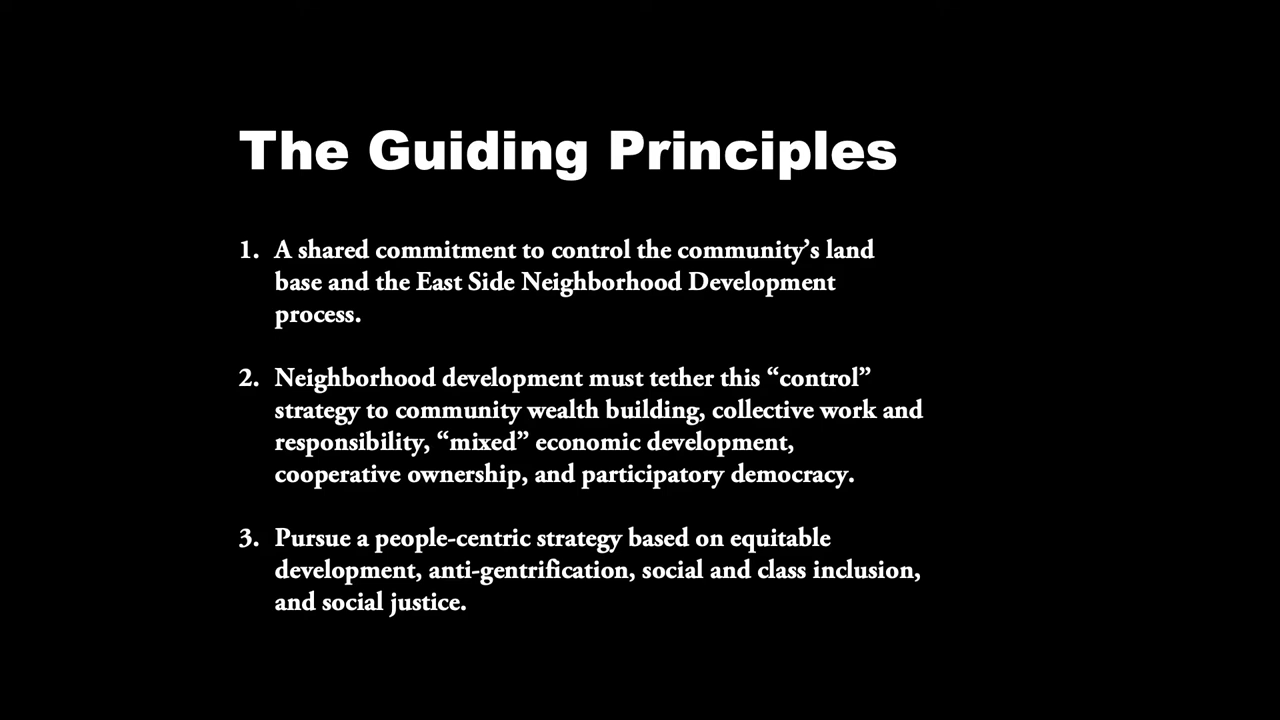 The Guiding Principles
1. A shared commitment to control the community’s land
base and the East Side Neighborhood Development
process.
2. Neighborhood development must tether this “control”
strategy to community wealth building, collective work and
responsibility, “mixed” economic development,
cooperative ownership, and participatory democracy.
3. Pursue a people-centric strategy based on equitable
development, anti-gentrification, social and class inclusion,
and social justice.